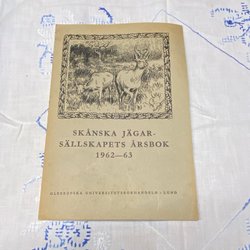 SKÅNSKA JÄGAR-
SÄLLSKAPETS ÅRSBOK
1962—63
GLEERUPSKA UNIVERSITETSBOKHANDELN · LUND